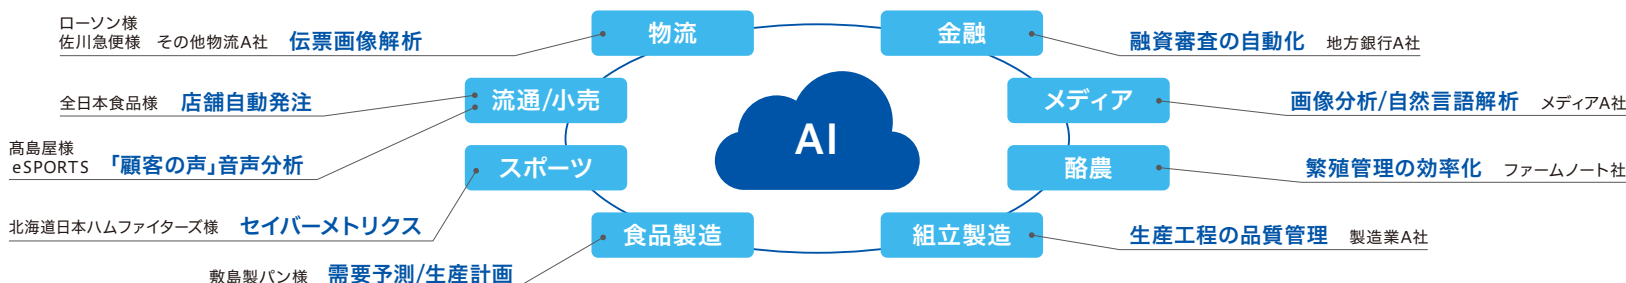 ローソン様
佐川急便様 その他物流A社 伝票画像解析
物流
金融
融資審査の自動化 地方銀行A社
全日本食品様 店舗自動発注
流通/小売
メディア
画像分析/自然言語解析 メディアA社
AI
髙島屋様
eSPORTS 「顧客の声」音声分析
スポーツ
酪農
繁殖管理の効率化 ファームノート社
北海道日本ハムファイターズ様 セイバーメトリクス
食品製造
組立製造
生産工程の品質管理 製造業A社
敷島製パン様 需要予測/生産計画